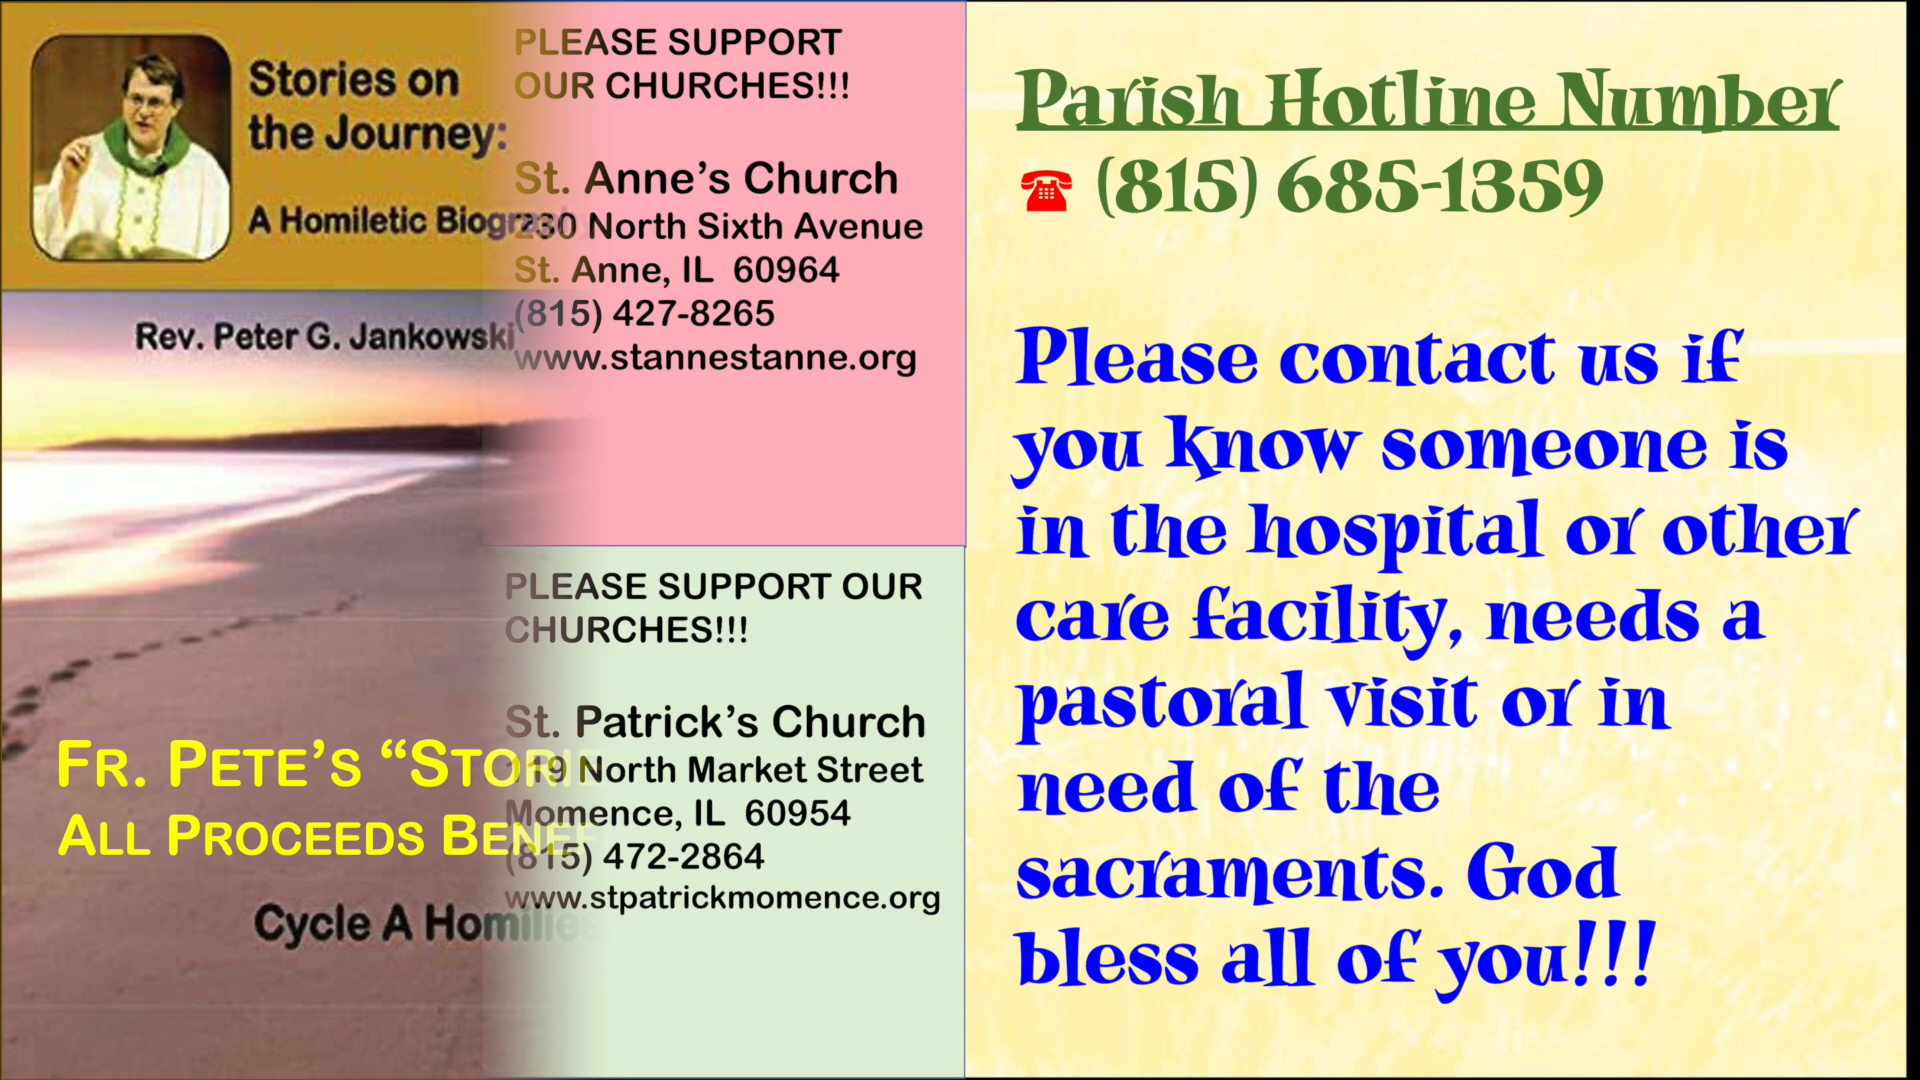 Stories on
the Journey:
A Homiletic Biogra
Rev. Peter G. Jankowski
FR. PETE'S "STORIE
ALL PROCEEDS BENEF
Cycle A Homilies
PLEASE SUPPORT
OUR CHURCHES!!!
St. Anne's Church
230 North Sixth Avenue
St. Anne, IL 60964
(815) 427-8265
www.stannestanne.org
PLEASE SUPPORT OUR
CHURCHES!!!
St. Patrick's Church
119 North Market Street
Momence, IL 60954
(815) 472-2864
www.stpatrickmomence.org
Parish Hotline Number
☎ (815) 685-1359
Please contact us if
you know someone is
in the hospital or other
care facility, needs a
pastoral visit or in
need of the
sacraments. God
bless all of you!!!